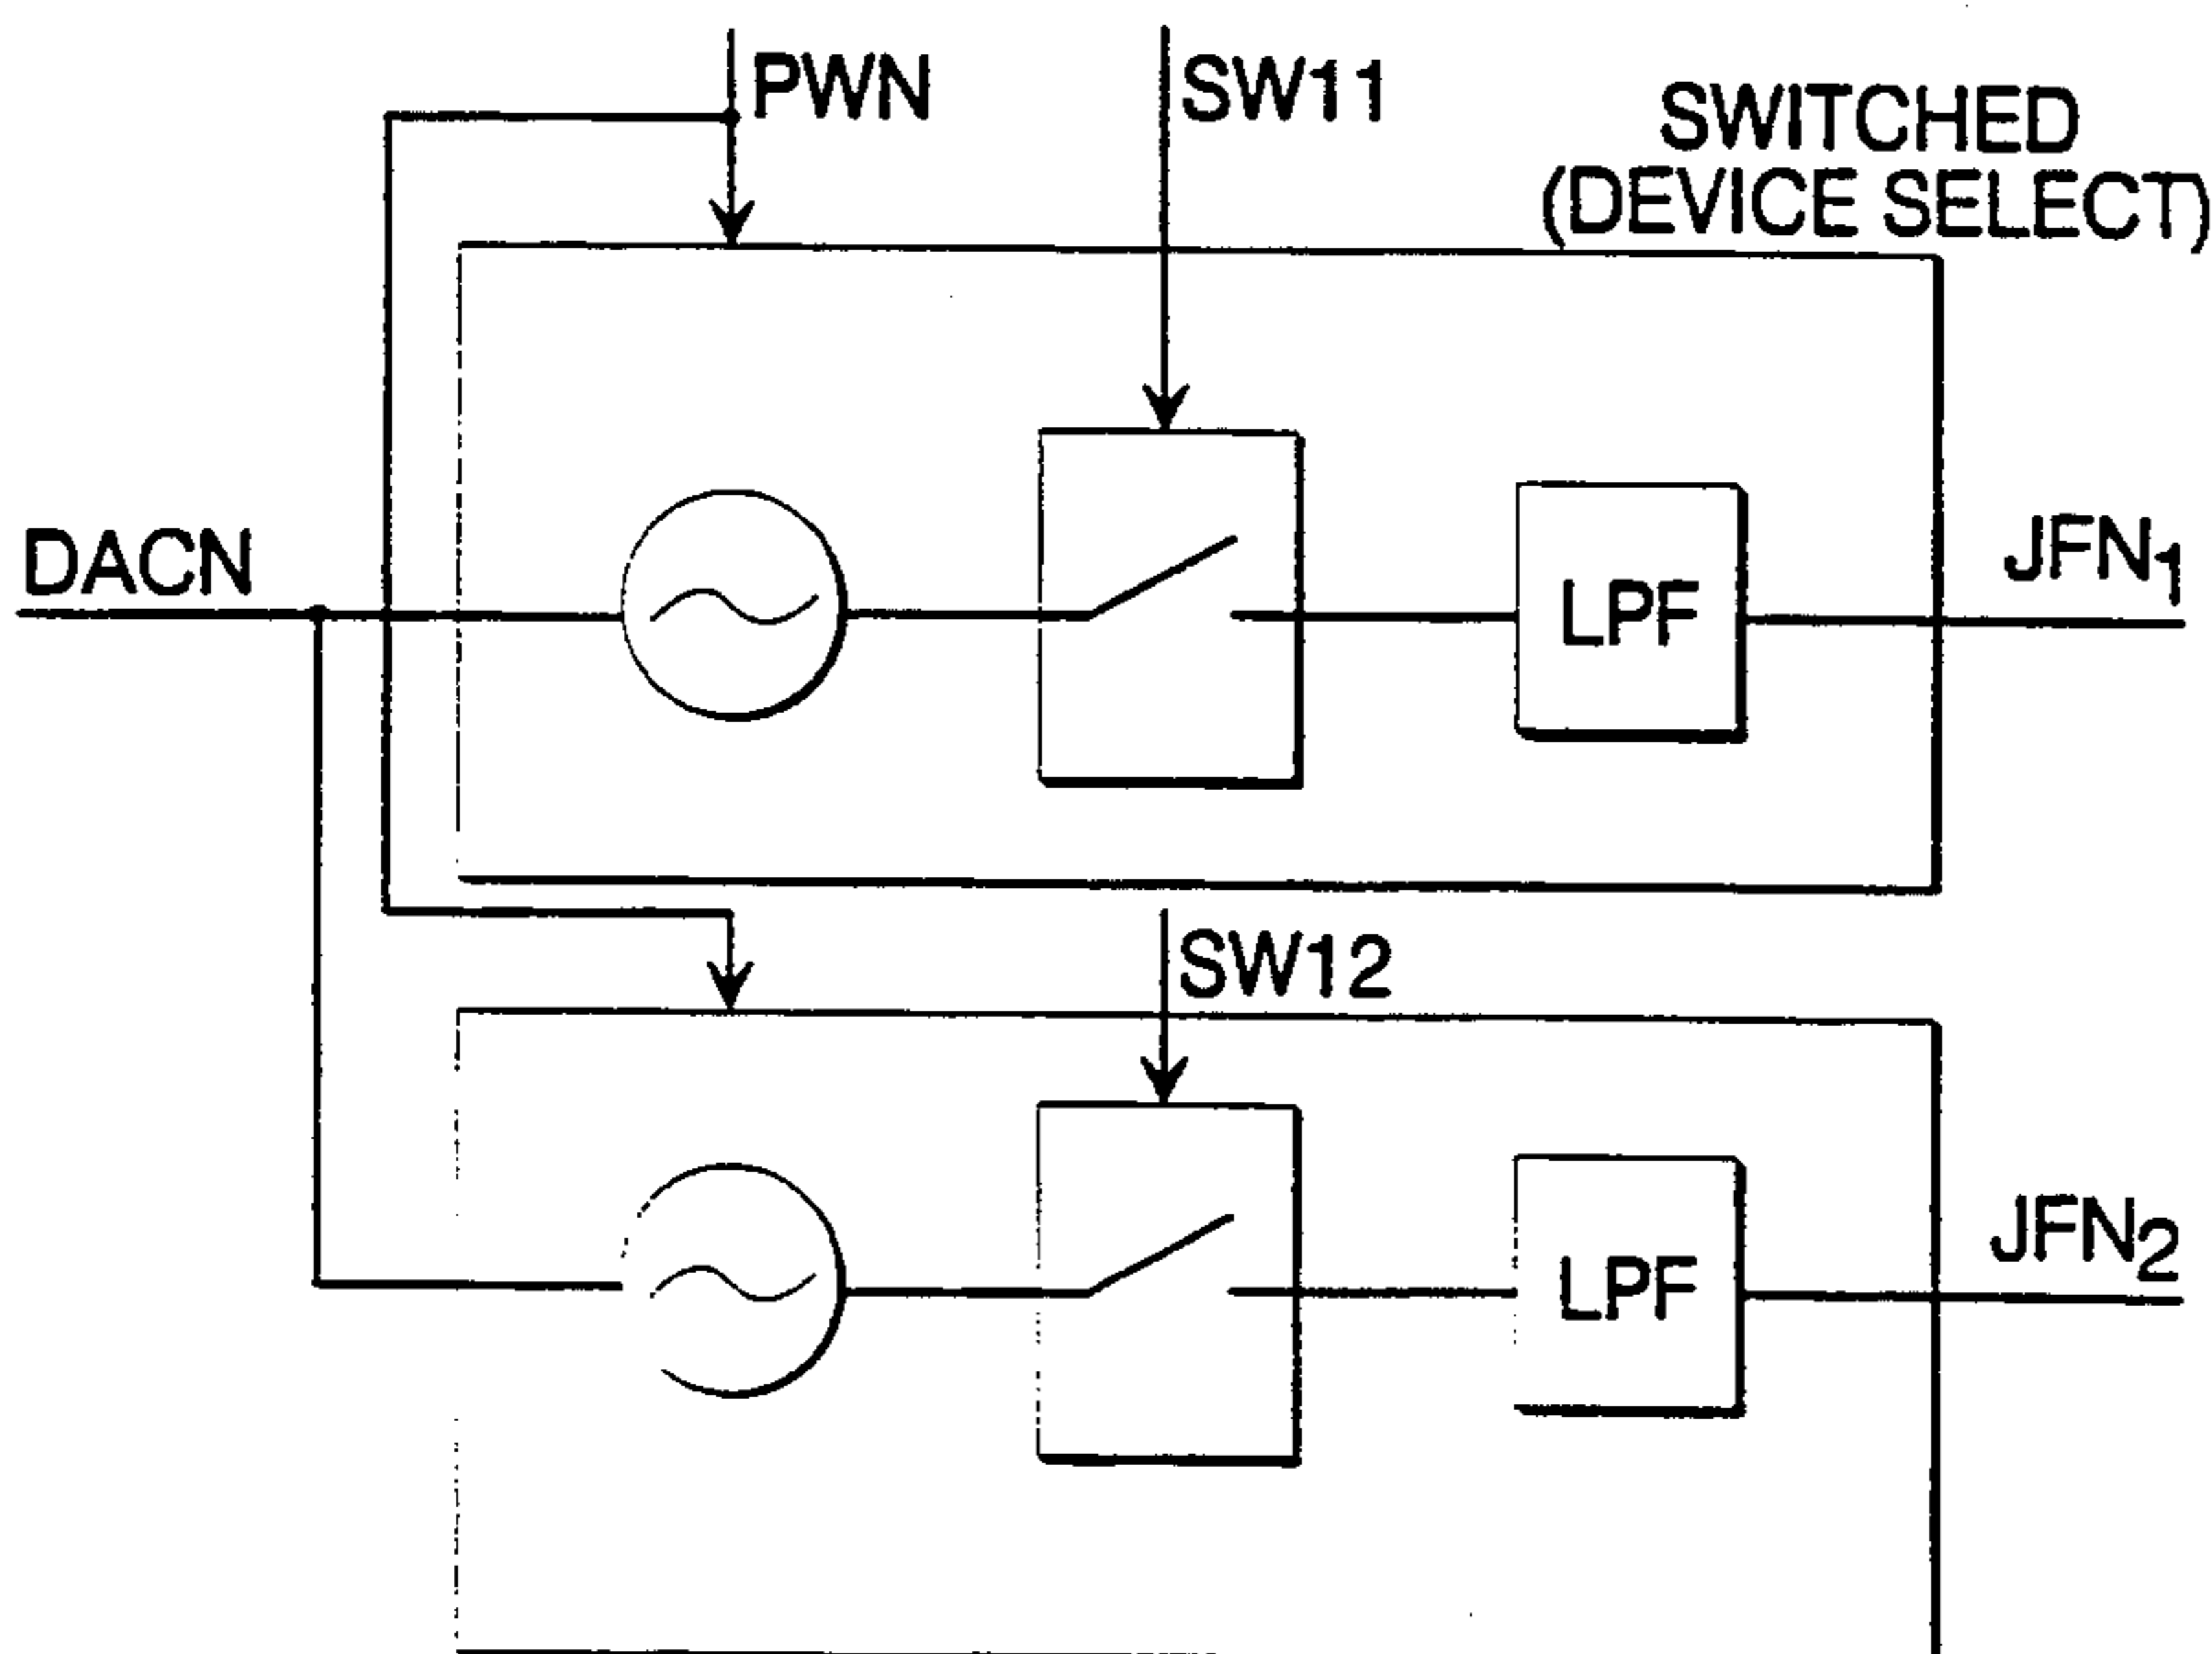 PWN
SW11
SWITCHED
(DEVICE SELECT)
DACN
LPF
JFN1
SW12
LPF
JFN2